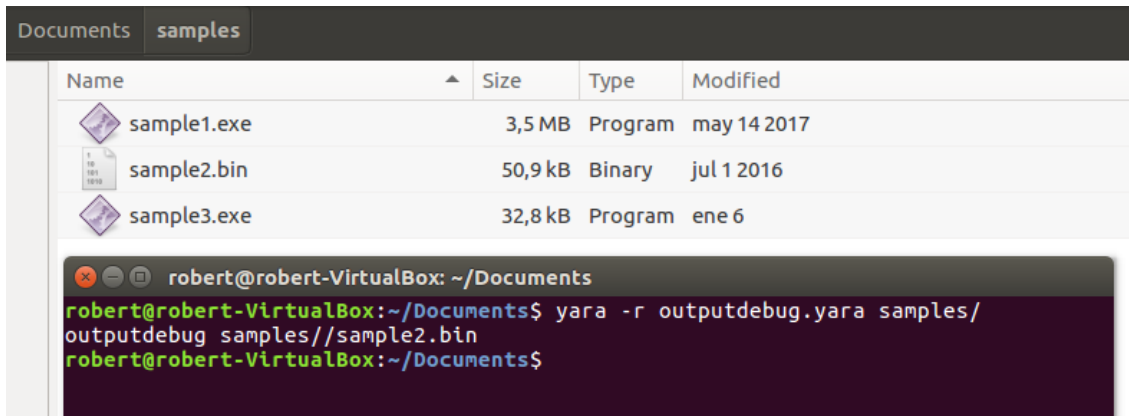 Documents samples
Name Size Type Modified
sample1.exe 3,5 MB Program may 14 2017
sample2.bin 50,9 kB Binary jul 1 2016
sample3.exe 32,8 kB Program ene 6
robert@robert-VirtualBox: ~/Documents
robert@robert-VirtualBox:~/Documents$ yara -r outputdebug.yara samples/
outputdebug samples//sample2.bin
robert@robert-VirtualBox:~/Documents$